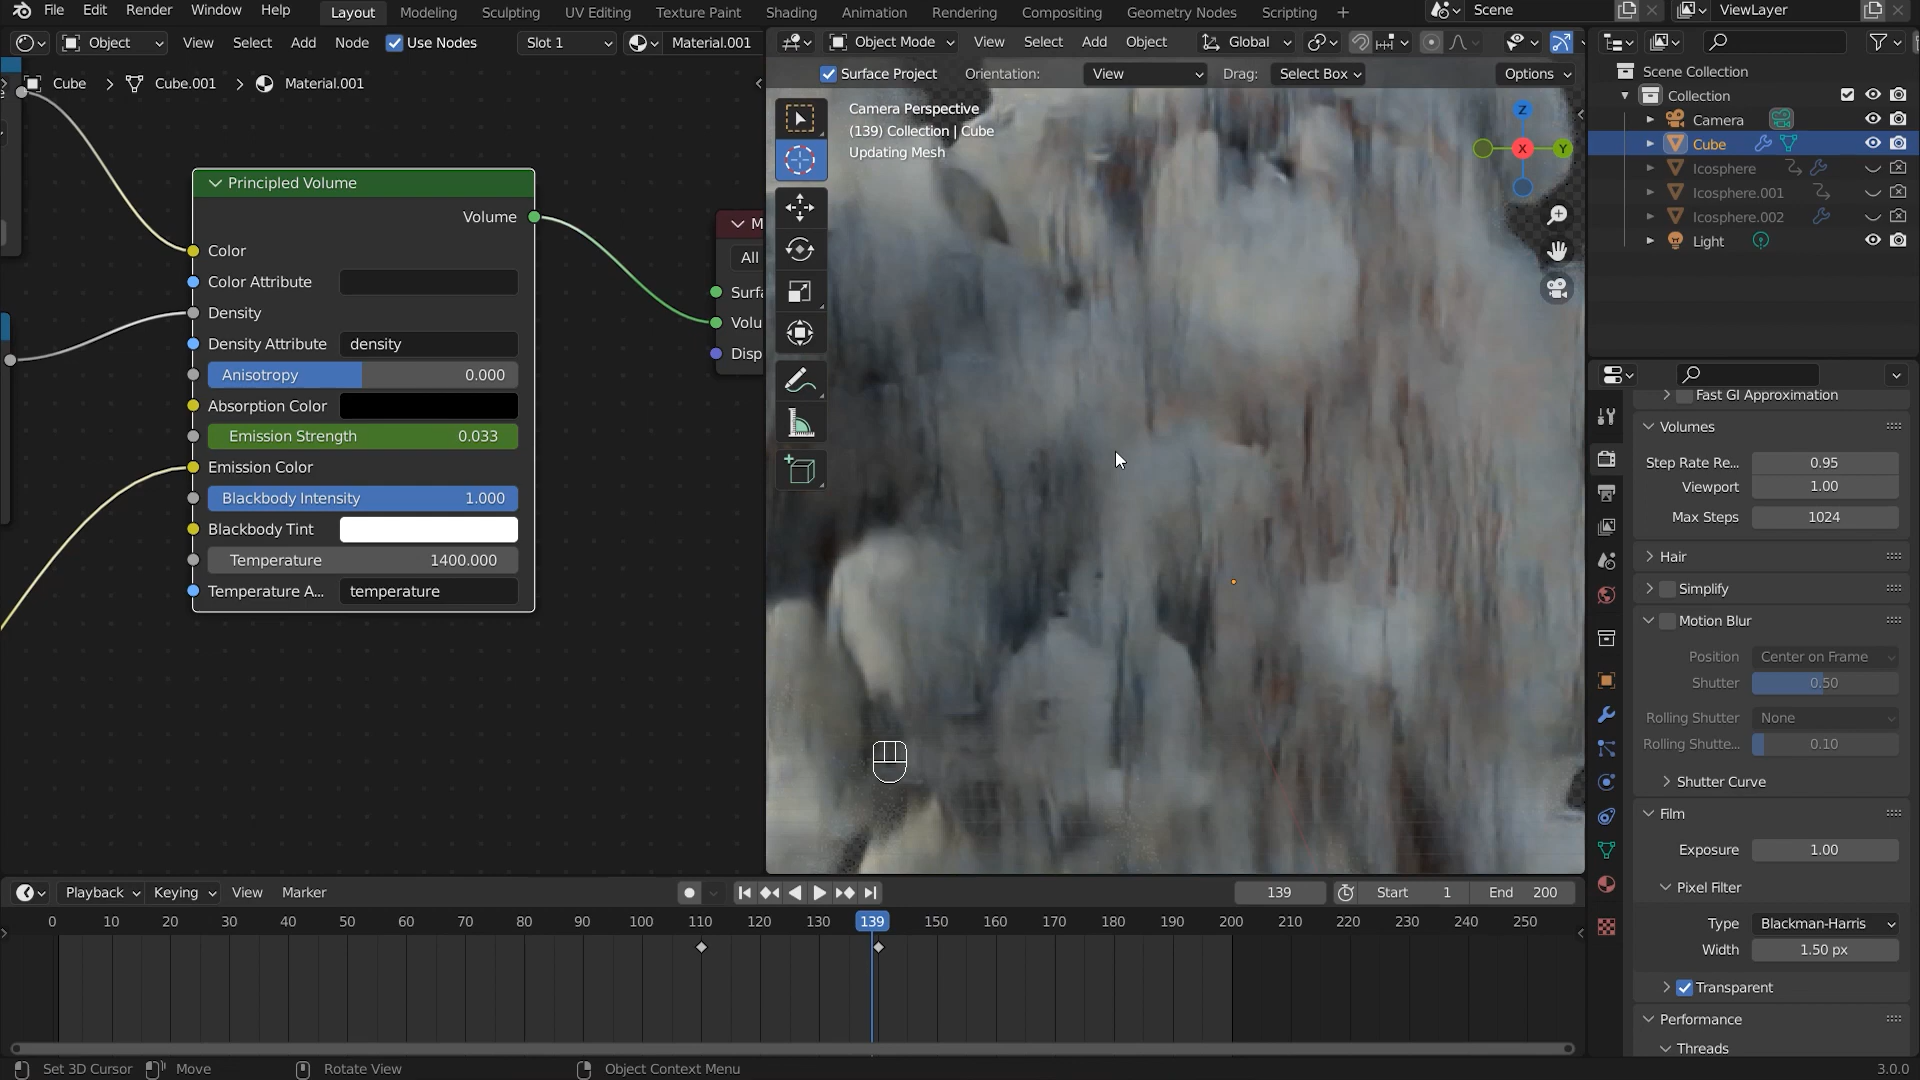 File Edit Render Window Help Layout Modeling Sculpting UV Editing Texture Paint Shading Animation Rendering Compositing Geometry Nodes Scripting + Scene ViewLayer
Object View Select Add Node Use Nodes Slot 1 Material.001
Object Mode View Select Add Object Global
Cube > Cube.001 > Material.001
Surface Project Orientation: View Drag: Select Box Options
Camera Perspective
(139) Collection | Cube
Updating Mesh
Z
X
Y
Principled Volume
Volume
Color
Color Attribute
Density
Density Attribute density
Anisotropy 0.000
Absorption Color
Emission Strength 0.033
Emission Color
Blackbody Intensity 1.000
Blackbody Tint
Temperature 1400.000
Temperature A... temperature
M
All
Surfa
Volu
Disp
Scene Collection
Collection
Camera
Cube
Icosphere
Icosphere.001
Icosphere.002
Light
Fast GI Approximation
Volumes
Step Rate Re... 0.95
Viewport 1.00
Max Steps 1024
Hair
Simplify
Motion Blur
Position Center on Frame
Shutter 0.50
Rolling Shutter None
Rolling Shutte... 0.10
Shutter Curve
Film
Exposure 1.00
Pixel Filter
Type Blackman-Harris
Width 1.50 px
Transparent
Performance
Threads
Playback Keying View Marker 139 Start 1 End 200
0 10 20 30 40 50 60 70 80 90 100 110 120 130 139 150 160 170 180 190 200 210 220 230 240 250
Set 3D Cursor Move Rotate View Object Context Menu 3.0.0